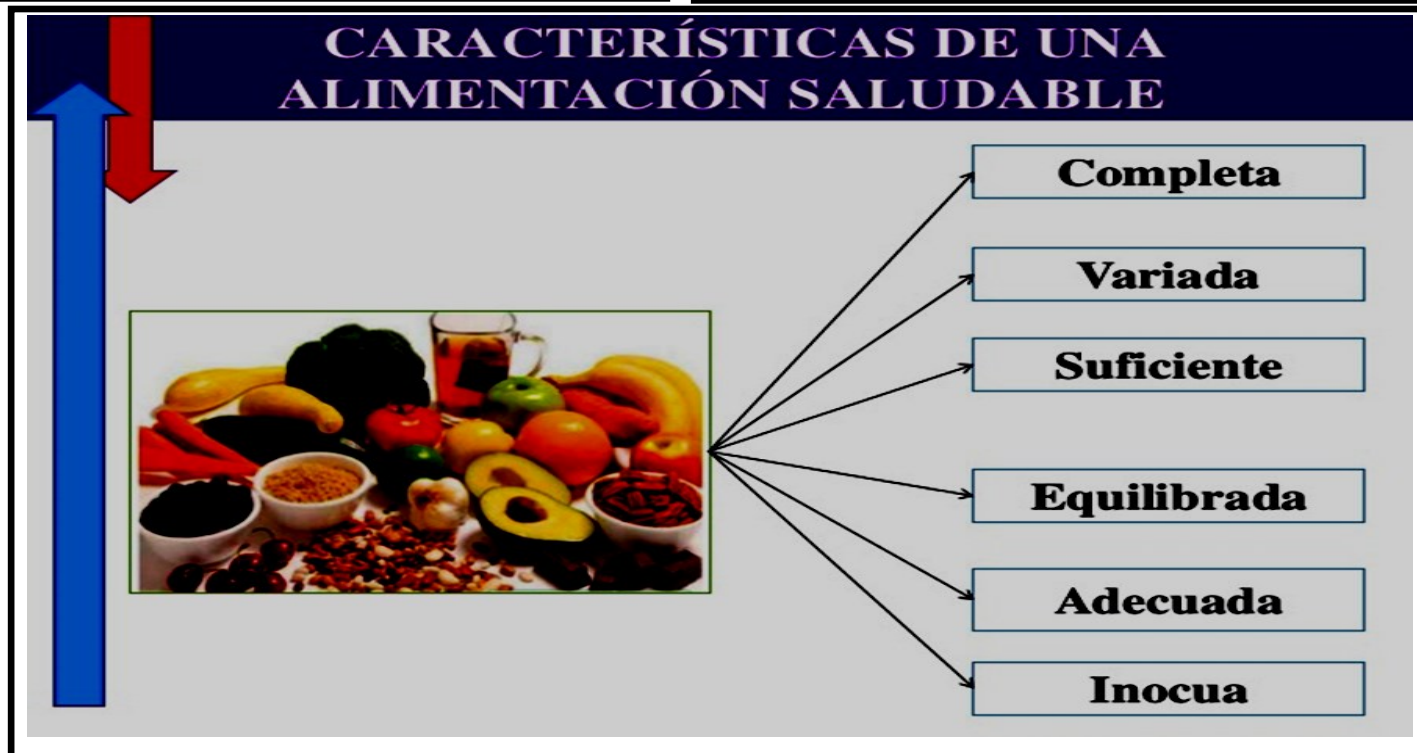 CARACTERÍSTICAS DE UNA
ALIMENTACIÓN SALUDABLE
Completa
Variada
Suficiente
Equilibrada
Adecuada
Inocua